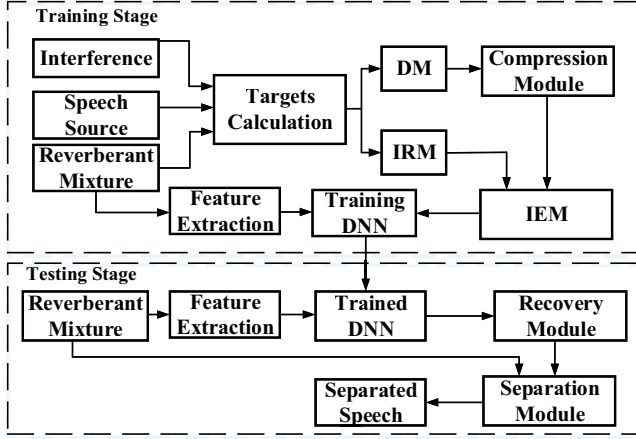 Training Stage
Interference
Speech
Source
Reverberant
Mixture
Targets
Calculation
DM
IRM
Compression
Module
Feature
Extraction
Training
DNN
IEM
Testing Stage
Reverberant
Mixture
Feature
Extraction
Trained
DNN
Recovery
Module
Separated
Speech
Separation
Module